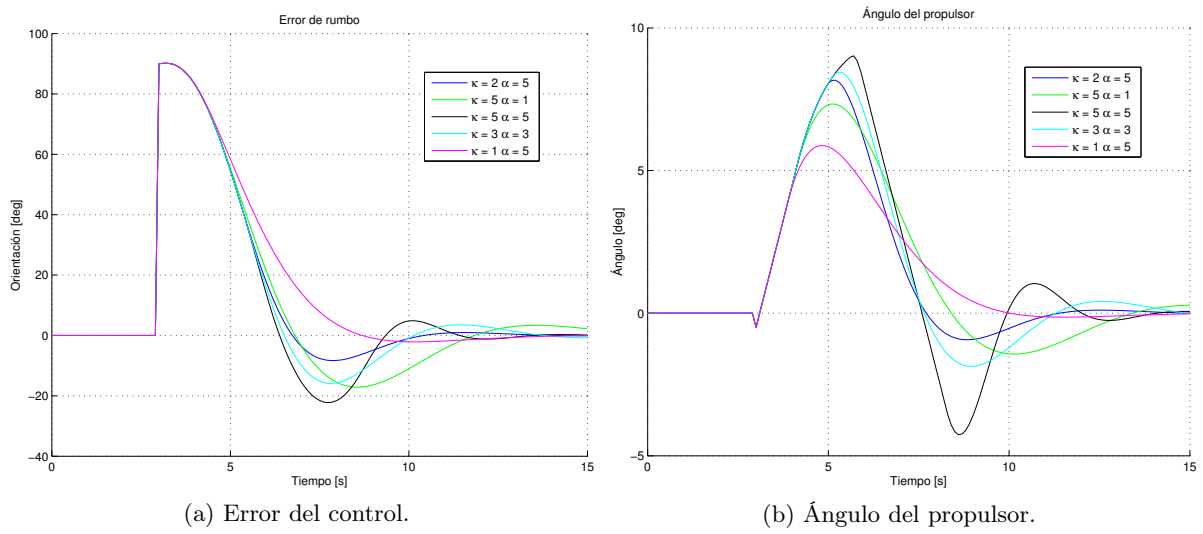 Error de rumbo
100
80
60
40
20
0
−20
−40
Orientación [deg]
κ = 2 α = 5
κ = 5 α = 1
κ = 5 α = 5
κ = 3 α = 3
κ = 1 α = 5
0
5
10
15
Tiempo [s]
(a) Error del control.
Ángulo del propulsor
10
5
0
−5
Ángulo [deg]
κ = 2 α = 5
κ = 5 α = 1
κ = 5 α = 5
κ = 3 α = 3
κ = 1 α = 5
0
5
10
15
Tiempo [s]
(b) Ángulo del propulsor.